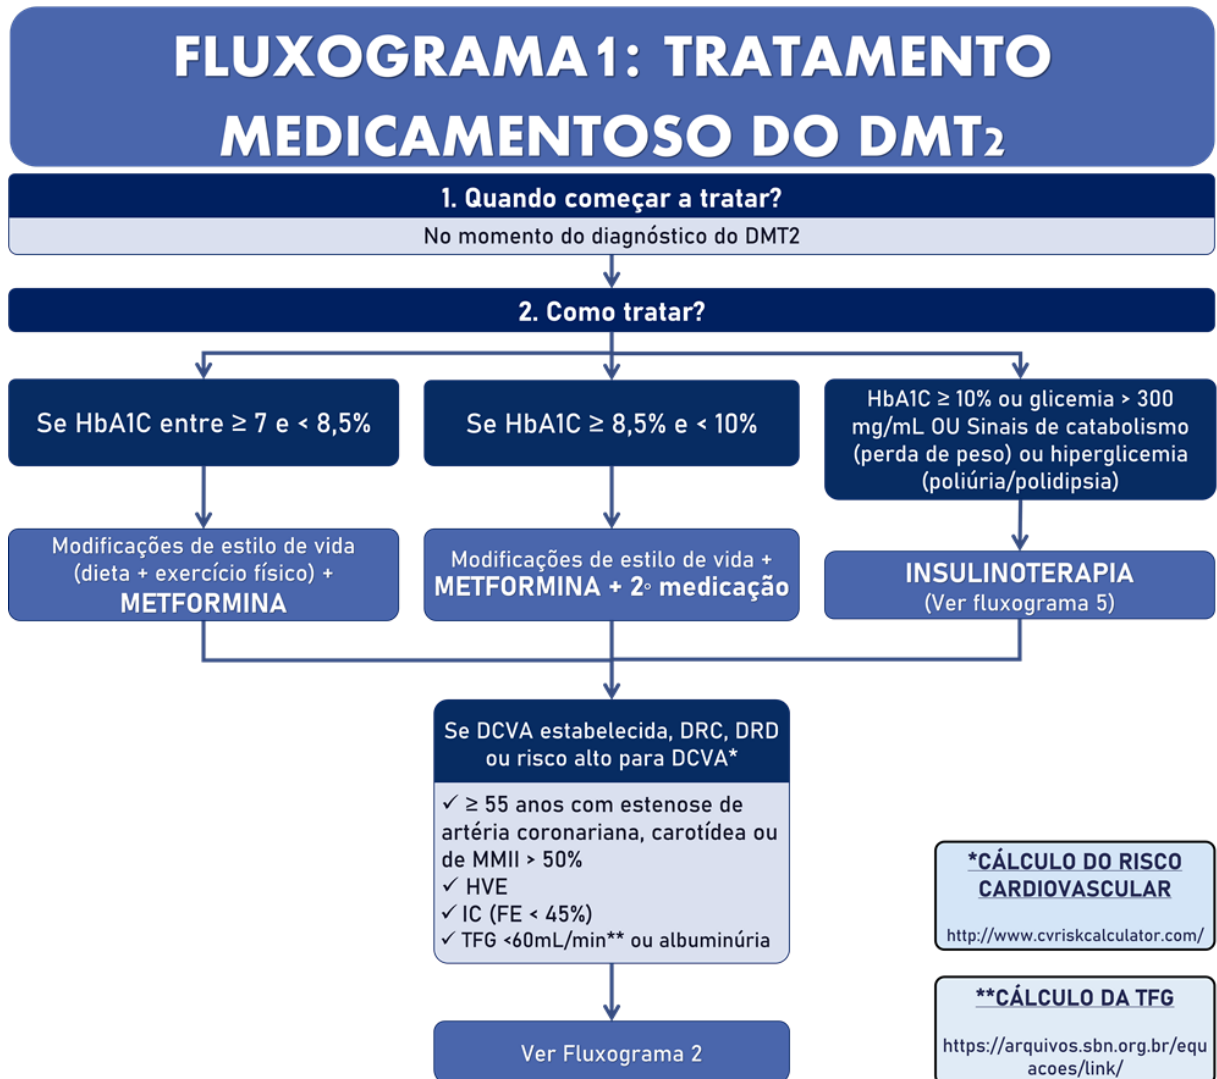 FLUXOGRAMA 1: TRATAMENTO
MEDICAMENTOSO DO DMT2
1. Quando começar a tratar?
No momento do diagnóstico do DMT2
2. Como tratar?
Se HbA1C entre ≥ 7 e < 8,5%
Se HbA1C ≥ 8,5% e < 10%
HbA1C ≥ 10% ou glicemia > 300
mg/mL OU Sinais de catabolismo
(perda de peso) ou hiperglicemia
(poliúria/polidipsia)
Modificações de estilo de vida
(dieta + exercício físico) +
METFORMINA
Modificações de estilo de vida +
METFORMINA + 2º medicação
INSULINOTERAPIA
(Ver fluxograma 5)
Se DCVA estabelecida, DRC, DRD
ou risco alto para DCVA*
✓ ≥ 55 anos com estenose de
artéria coronariana, carotídea ou
de MMII > 50%
✓ HVE
✓ IC (FE < 45%)
✓ TFG <60mL/min** ou albuminúria
Ver Fluxograma 2
*CÁLCULO DO RISCO
CARDIOVASCULAR
http://www.cvriskcalculator.com/
**CÁLCULO DA TFG
https://arquivos.sbn.org.br/equ
acoes/link/